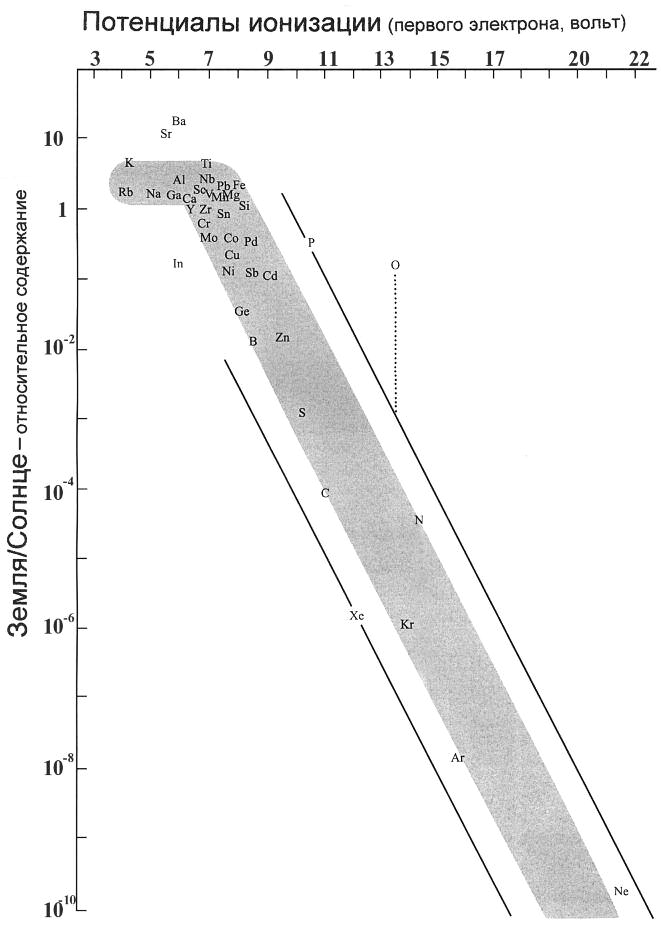 Потенциалы ионизации (первого электрона, вольт)
3 5 7 9 11 13 15 17 20 22
Земля/Солнце – относительное содержание
Ba
10 Sr
K Ti
Al Nb Pb Fe
Rb Na Ga Ca Sc V Mn Mg
1 Y Zr Sn Si
Cr
Mo Co Pd P
Cu
In Ni Sb Cd O
Ge
10⁻² B Zn
S
10⁻⁴ C
N
10⁻⁶ Xe Kr
10⁻⁸ Ar
Ne
10⁻¹⁰